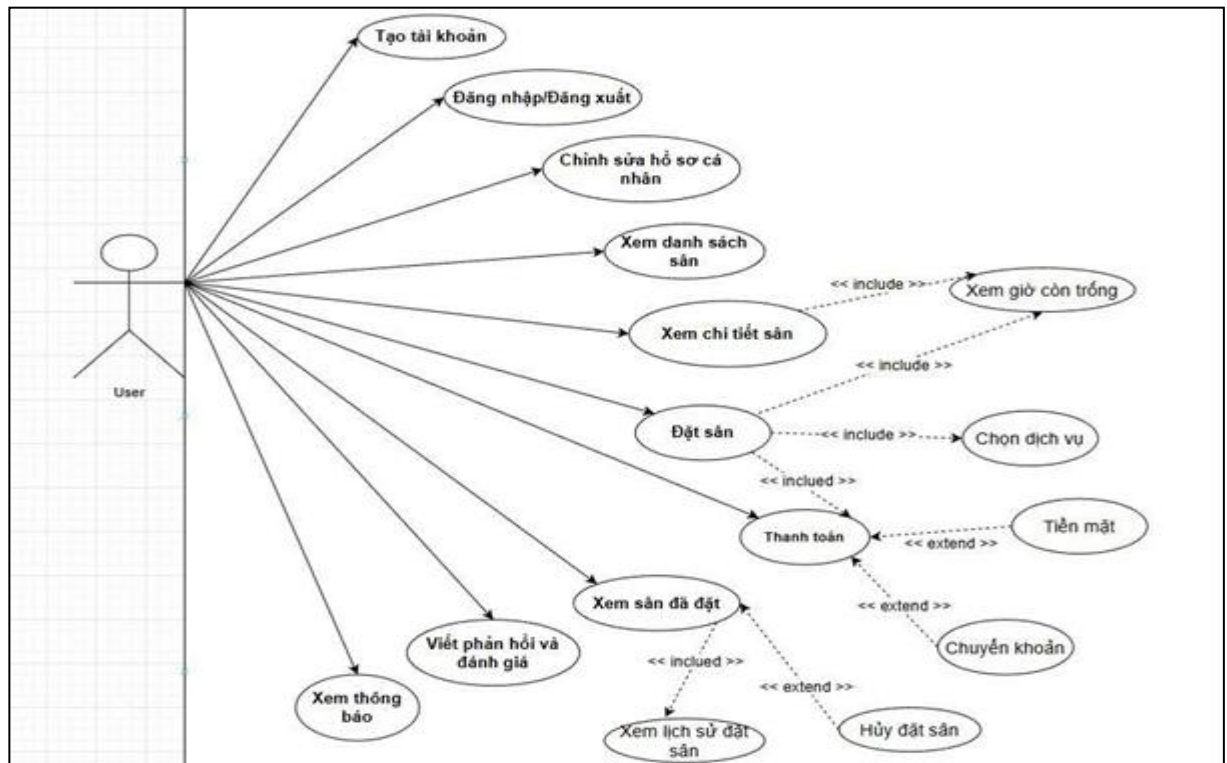 Tạo tài khoản
Đăng nhập/Đăng xuất
Chỉnh sửa hồ sơ cá
nhân
Xem danh sách
sân
<< include >>
Xem giờ còn trống
Xem chi tiết sân
User
<< include >>
Đặt sân
<< include >>
Chọn dịch vụ
<< inclued >>
Thanh toán
Tiền mặt
<< extend >>
Xem sân đã đặt
<< extend >>
Viết phản hồi và
đánh giá
Chuyển khoản
<< inclued >>
<< extend >>
Xem thông
báo
Xem lịch sử đặt
sân
Hủy đặt sân